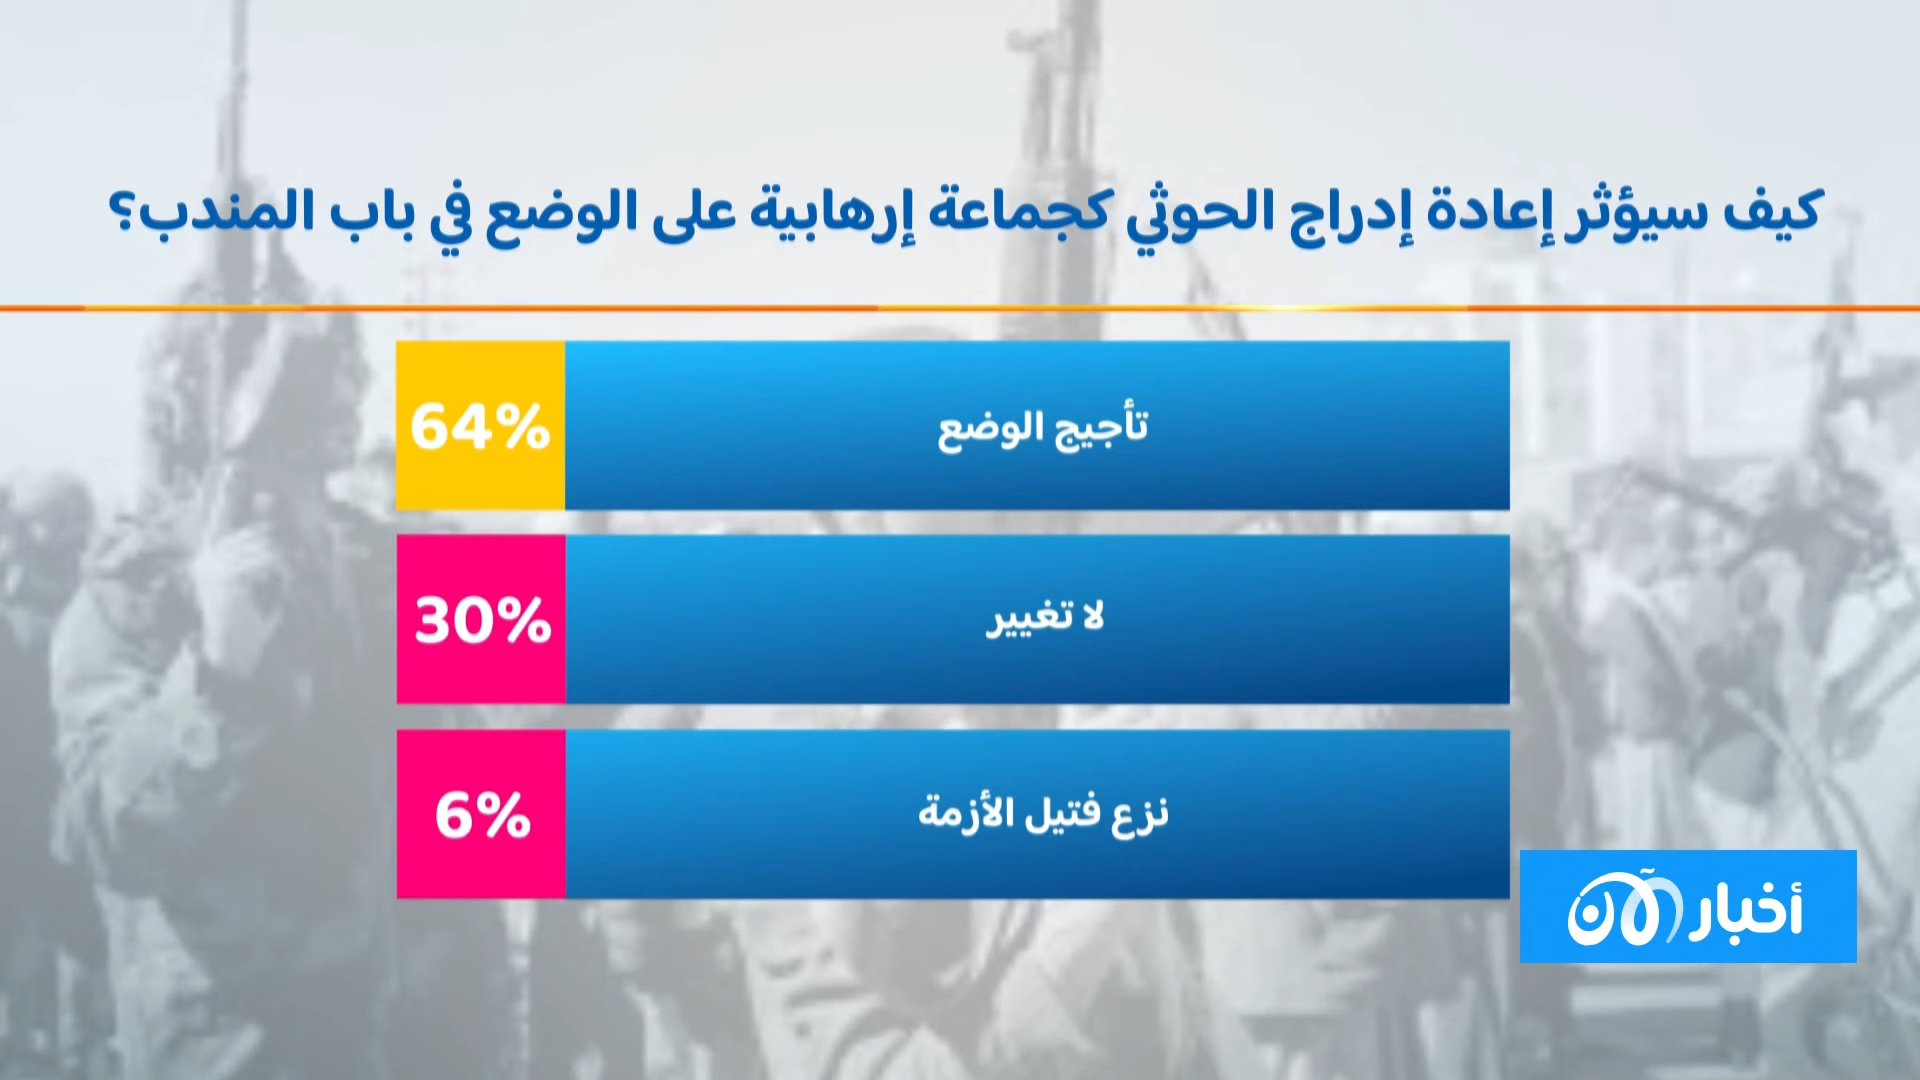 كيف سيؤثر إعادة إدراج الحوثي كجماعة إرهابية على الوضع في باب المندب؟
تأجيج الوضع
64%
لا تغيير
30%
نزع فتيل الأزمة
6%
أخبار الآن